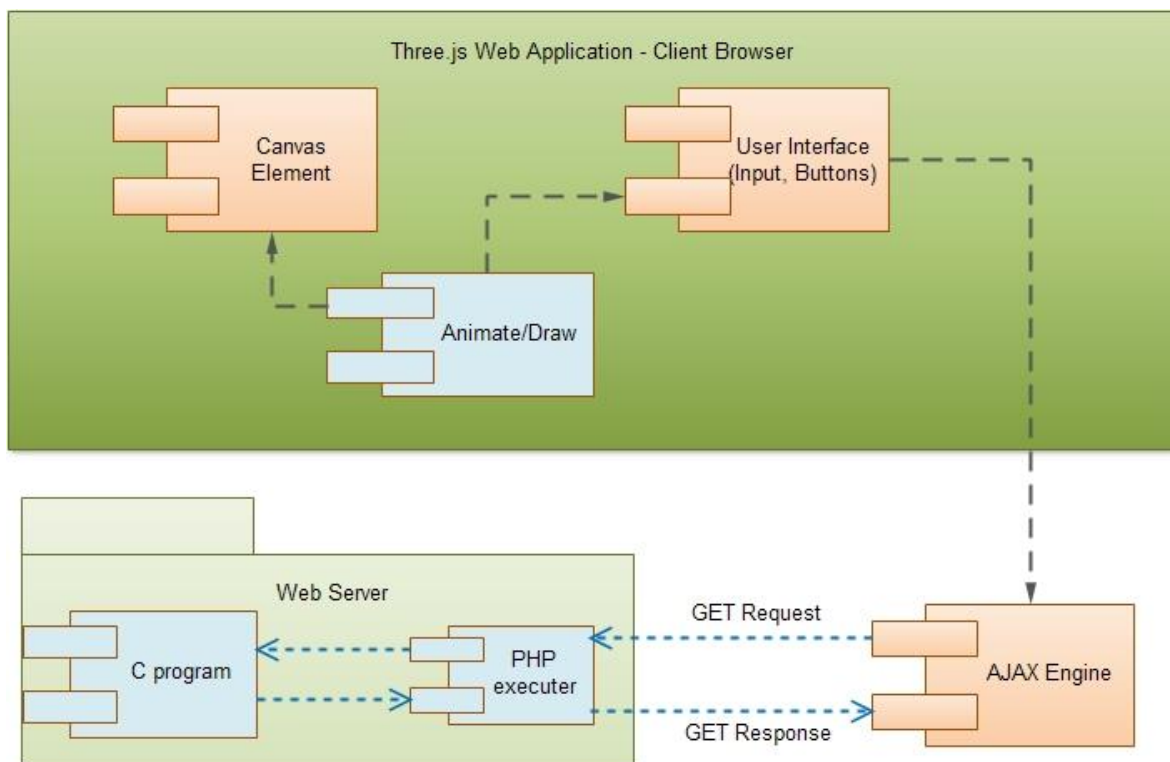 Three.js Web Application - Client Browser
Canvas
Element
User Interface
(Input, Buttons)
Animate/Draw
Web Server
C program
PHP
executer
GET Request
GET Response
AJAX Engine